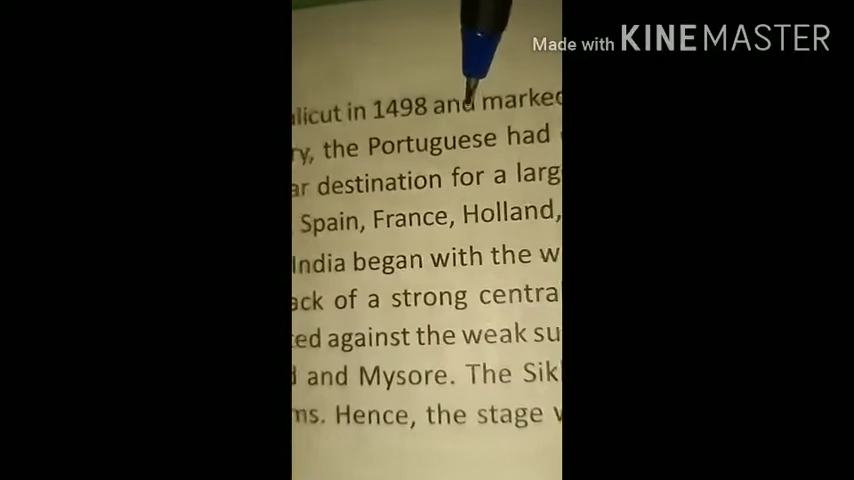 Made with KINEMASTER
alicut in 1498 and marked
ry, the Portuguese had
ar destination for a larg
Spain, France, Holland,
India began with the w
ack of a strong centra
ted against the weak su
and Mysore. The Sik
ms. Hence, the stage